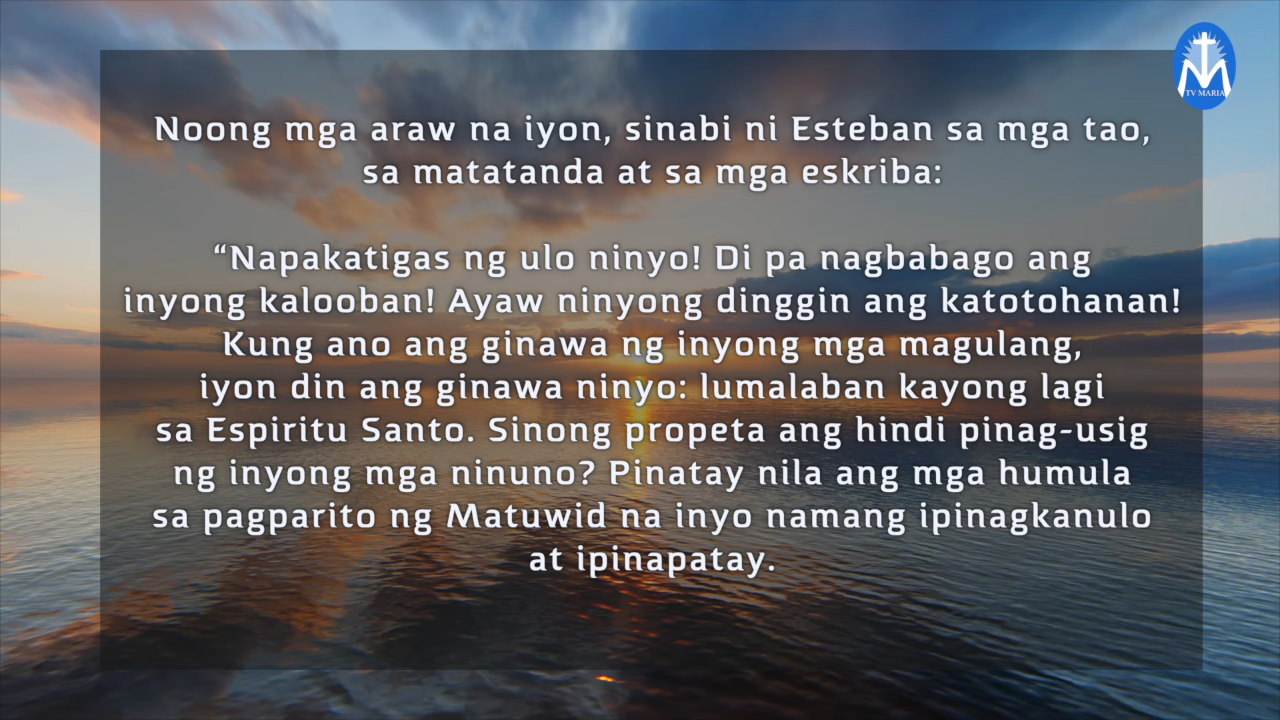 TV MARIA
Noong mga araw na iyon, sinabi ni Esteban sa mga tao,
sa matatanda at sa mga eskriba:
“Napakatigas ng ulo ninyo! Di pa nagbabago ang
inyong kalooban! Ayaw ninyong dinggin ang katotohanan!
Kung ano ang ginawa ng inyong mga magulang,
iyon din ang ginawa ninyo: lumalaban kayong lagi
sa Espiritu Santo. Sinong propeta ang hindi pinag-usig
ng inyong mga ninuno? Pinatay nila ang mga humula
sa pagparito ng Matuwid na inyo namang ipinagkanulo
at ipinapatay.